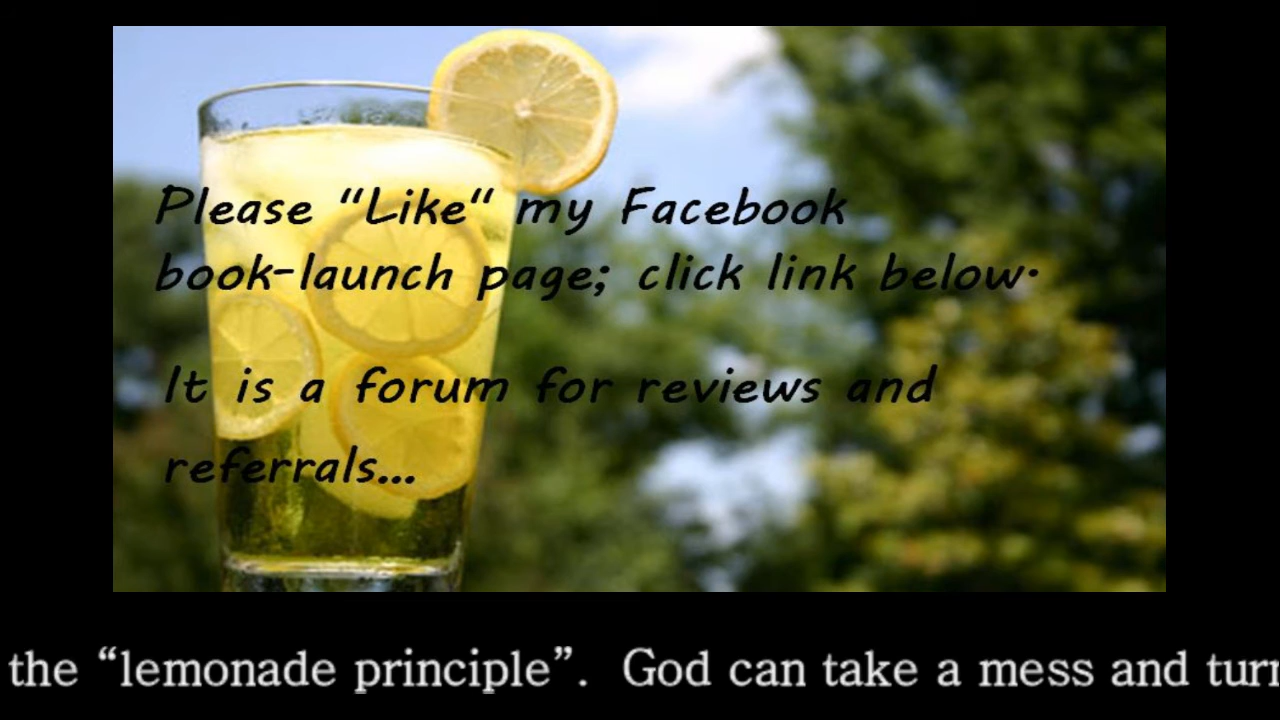 Please “Like“ my Facebook
book-launch page; click link below.
It is a forum for reviews and
referrals...
the “lemonade principle”. God can take a mess and turn